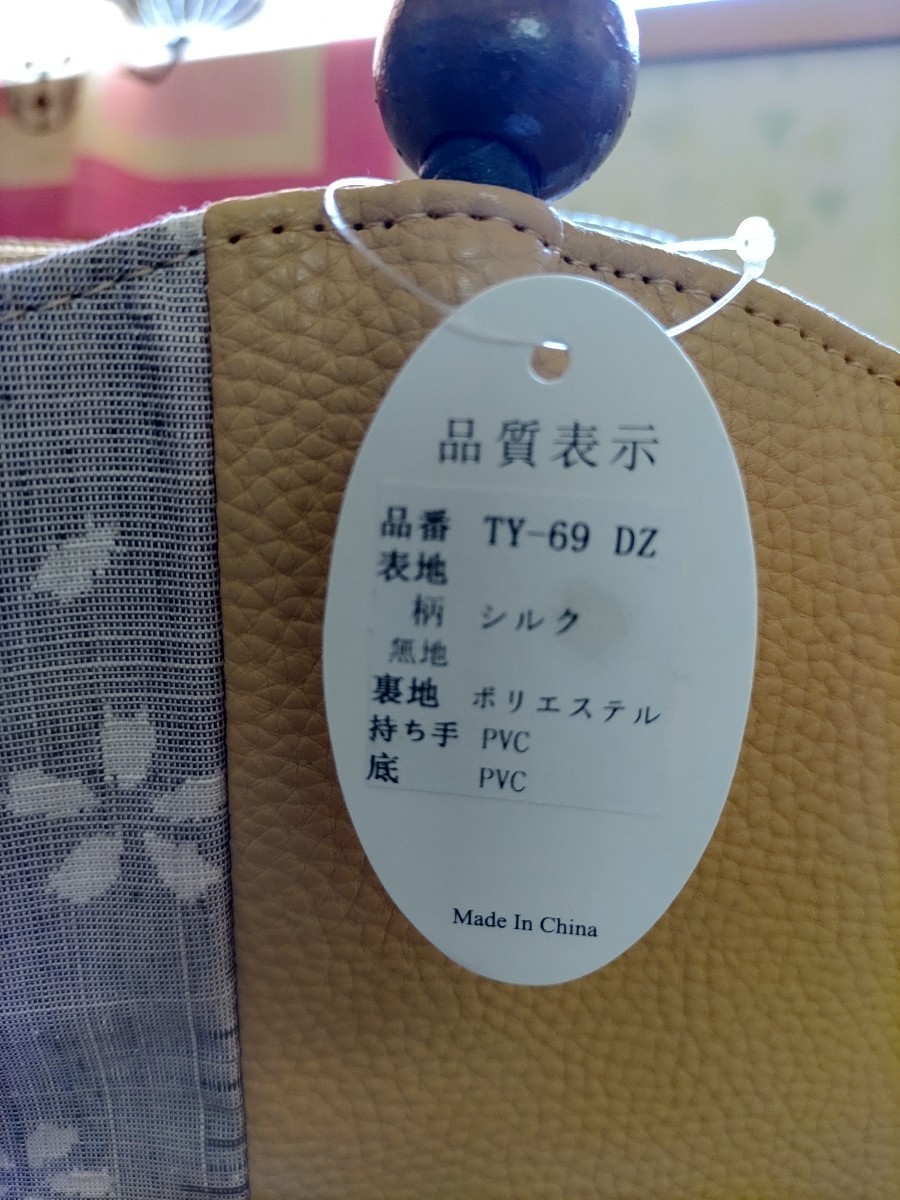 品質表示
品番 TY-69 DZ
表地
柄 シルク
無地
裏地 ポリエステル
持ち手 PVC
底 PVC
Made In China